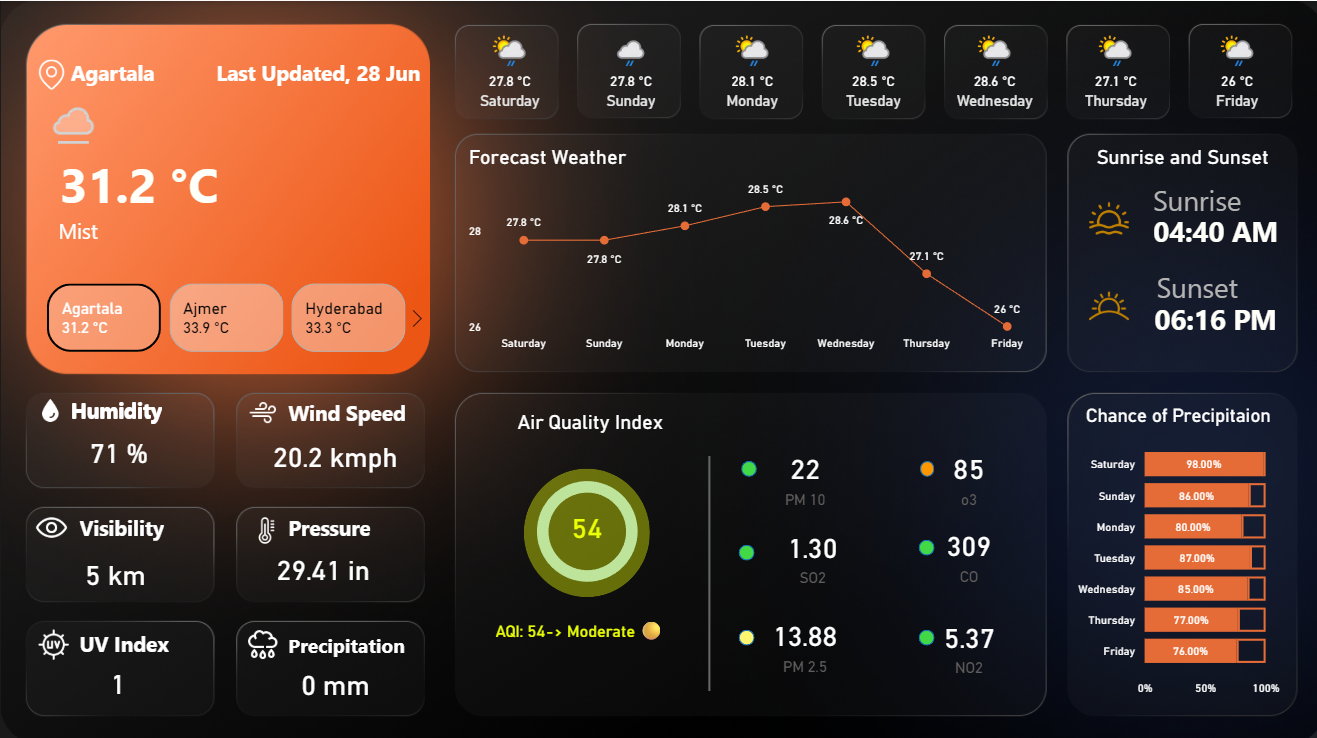 Agartala
Last Updated, 28 Jun
31.2 °C
Mist
Agartala
31.2 °C
Ajmer
33.9 °C
Hyderabad
33.3 °C
27.8 °C
Saturday
27.8 °C
Sunday
28.1 °C
Monday
28.5 °C
Tuesday
28.6 °C
Wednesday
27.1 °C
Thursday
26 °C
Friday
Forecast Weather
28
26
27.8 °C
27.8 °C
28.1 °C
28.5 °C
28.6 °C
27.1 °C
26 °C
Saturday
Sunday
Monday
Tuesday
Wednesday
Thursday
Friday
Sunrise and Sunset
Sunrise
04:40 AM
Sunset
06:16 PM
Humidity
71 %
Wind Speed
20.2 kmph
Visibility
5 km
Pressure
29.41 in
UV
UV Index
1
Precipitation
0 mm
Air Quality Index
54
AQI: 54-> Moderate
22
PM 10
85
o3
1.30
SO2
309
CO
13.88
PM 2.5
5.37
NO2
Chance of Precipitaion
Saturday 98.00%
Sunday 86.00%
Monday 80.00%
Tuesday 87.00%
Wednesday 85.00%
Thursday 77.00%
Friday 76.00%
0% 50% 100%